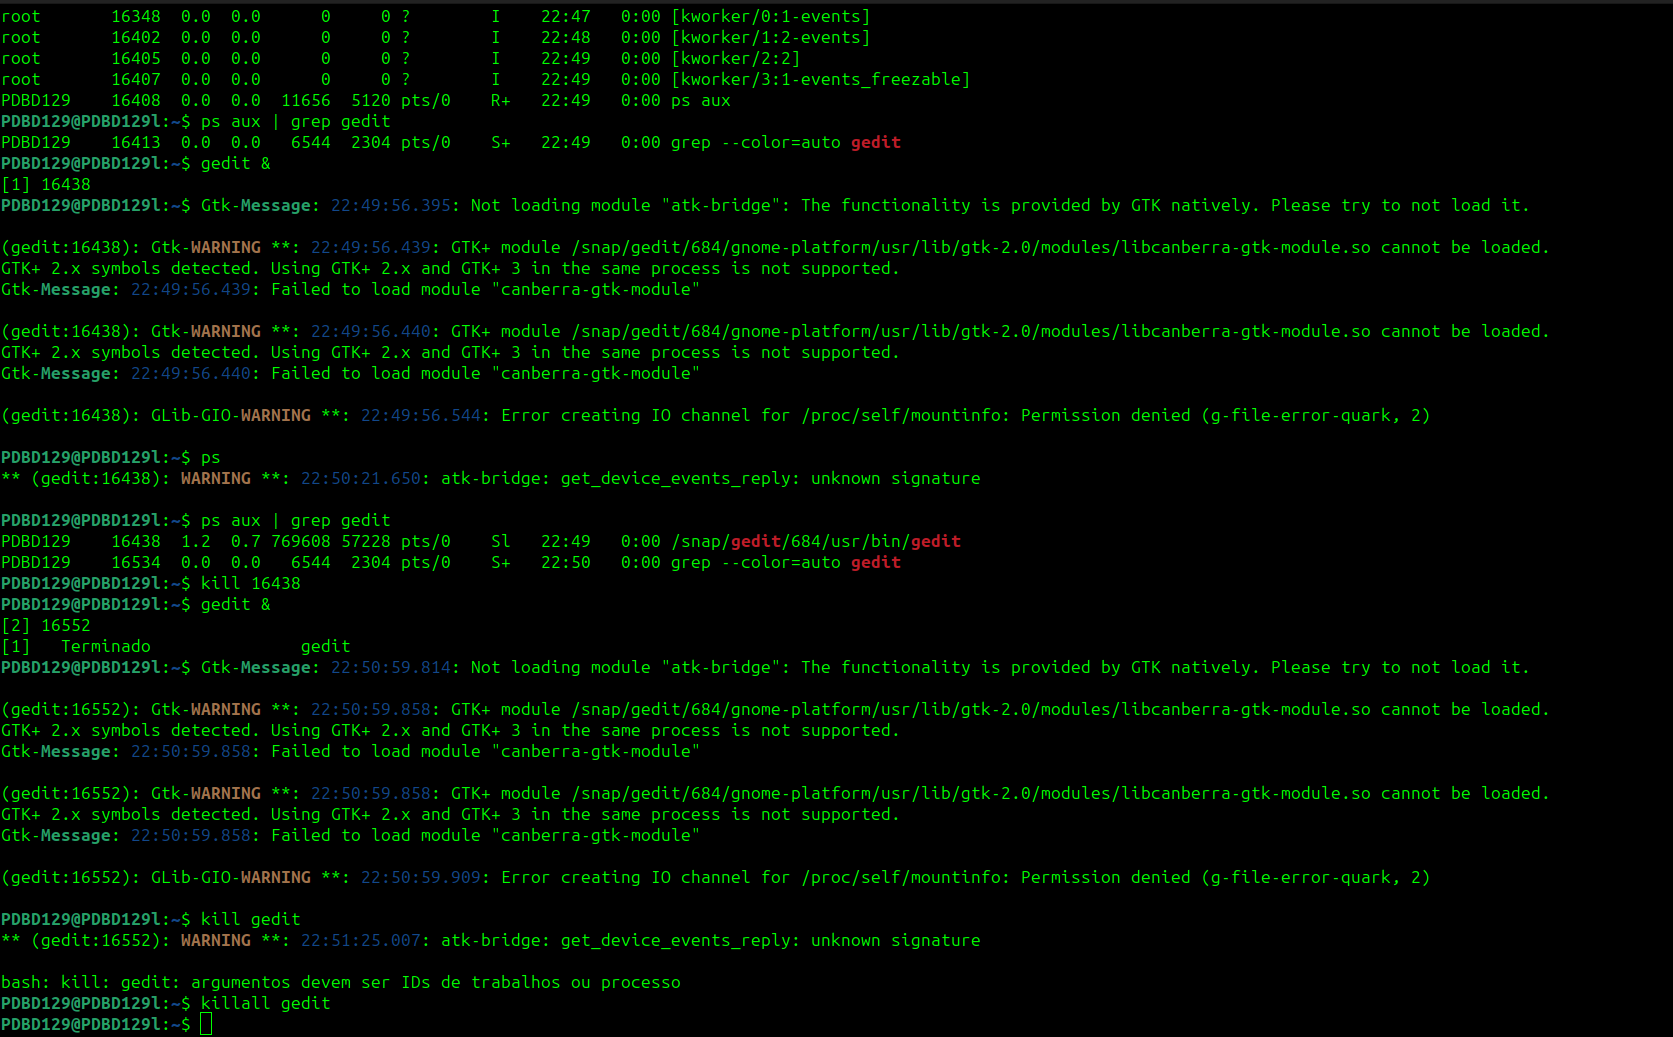 root       16348  0.0  0.0      0     0 ?        I    22:47   0:00 [kworker/0:1-events]
root       16402  0.0  0.0      0     0 ?        I    22:48   0:00 [kworker/1:2-events]
root       16405  0.0  0.0      0     0 ?        I    22:49   0:00 [kworker/2:2]
root       16407  0.0  0.0      0     0 ?        I    22:49   0:00 [kworker/3:1-events_freezable]
PDBD129    16408  0.0  0.0  11656  5120 pts/0    R+   22:49   0:00 ps aux
PDBD129@PDBD129l:~$ ps aux | grep gedit
PDBD129    16413  0.0  0.0   6544  2304 pts/0    S+   22:49   0:00 grep --color=auto gedit
PDBD129@PDBD129l:~$ gedit &
[1] 16438
PDBD129@PDBD129l:~$ Gtk-Message: 22:49:56.395: Not loading module "atk-bridge": The functionality is provided by GTK natively. Please try to not load it.
(gedit:16438): Gtk-WARNING **: 22:49:56.439: GTK+ module /snap/gedit/684/gnome-platform/usr/lib/gtk-2.0/modules/libcanberra-gtk-module.so cannot be loaded.
GTK+ 2.x symbols detected. Using GTK+ 2.x and GTK+ 3 in the same process is not supported.
Gtk-Message: 22:49:56.439: Failed to load module "canberra-gtk-module"
(gedit:16438): Gtk-WARNING **: 22:49:56.440: GTK+ module /snap/gedit/684/gnome-platform/usr/lib/gtk-2.0/modules/libcanberra-gtk-module.so cannot be loaded.
GTK+ 2.x symbols detected. Using GTK+ 2.x and GTK+ 3 in the same process is not supported.
Gtk-Message: 22:49:56.440: Failed to load module "canberra-gtk-module"
(gedit:16438): GLib-GIO-WARNING **: 22:49:56.544: Error creating IO channel for /proc/self/mountinfo: Permission denied (g-file-error-quark, 2)
PDBD129@PDBD129l:~$ ps
** (gedit:16438): WARNING **: 22:50:21.650: atk-bridge: get_device_events_reply: unknown signature
PDBD129@PDBD129l:~$ ps aux | grep gedit
PDBD129    16438  1.2  0.7 769608 57228 pts/0    Sl   22:49   0:00 /snap/gedit/684/usr/bin/gedit
PDBD129    16534  0.0  0.0   6544  2304 pts/0    S+   22:50   0:00 grep --color=auto gedit
PDBD129@PDBD129l:~$ kill 16438
PDBD129@PDBD129l:~$ gedit &
[2] 16552
[1]   Terminado               gedit
PDBD129@PDBD129l:~$ Gtk-Message: 22:50:59.814: Not loading module "atk-bridge": The functionality is provided by GTK natively. Please try to not load it.
(gedit:16552): Gtk-WARNING **: 22:50:59.858: GTK+ module /snap/gedit/684/gnome-platform/usr/lib/gtk-2.0/modules/libcanberra-gtk-module.so cannot be loaded.
GTK+ 2.x symbols detected. Using GTK+ 2.x and GTK+ 3 in the same process is not supported.
Gtk-Message: 22:50:59.858: Failed to load module "canberra-gtk-module"
(gedit:16552): Gtk-WARNING **: 22:50:59.858: GTK+ module /snap/gedit/684/gnome-platform/usr/lib/gtk-2.0/modules/libcanberra-gtk-module.so cannot be loaded.
GTK+ 2.x symbols detected. Using GTK+ 2.x and GTK+ 3 in the same process is not supported.
Gtk-Message: 22:50:59.858: Failed to load module "canberra-gtk-module"
(gedit:16552): GLib-GIO-WARNING **: 22:50:59.909: Error creating IO channel for /proc/self/mountinfo: Permission denied (g-file-error-quark, 2)
PDBD129@PDBD129l:~$ kill gedit
** (gedit:16552): WARNING **: 22:51:25.007: atk-bridge: get_device_events_reply: unknown signature
bash: kill: gedit: argumentos devem ser IDs de trabalhos ou processo
PDBD129@PDBD129l:~$ killall gedit
PDBD129@PDBD129l:~$